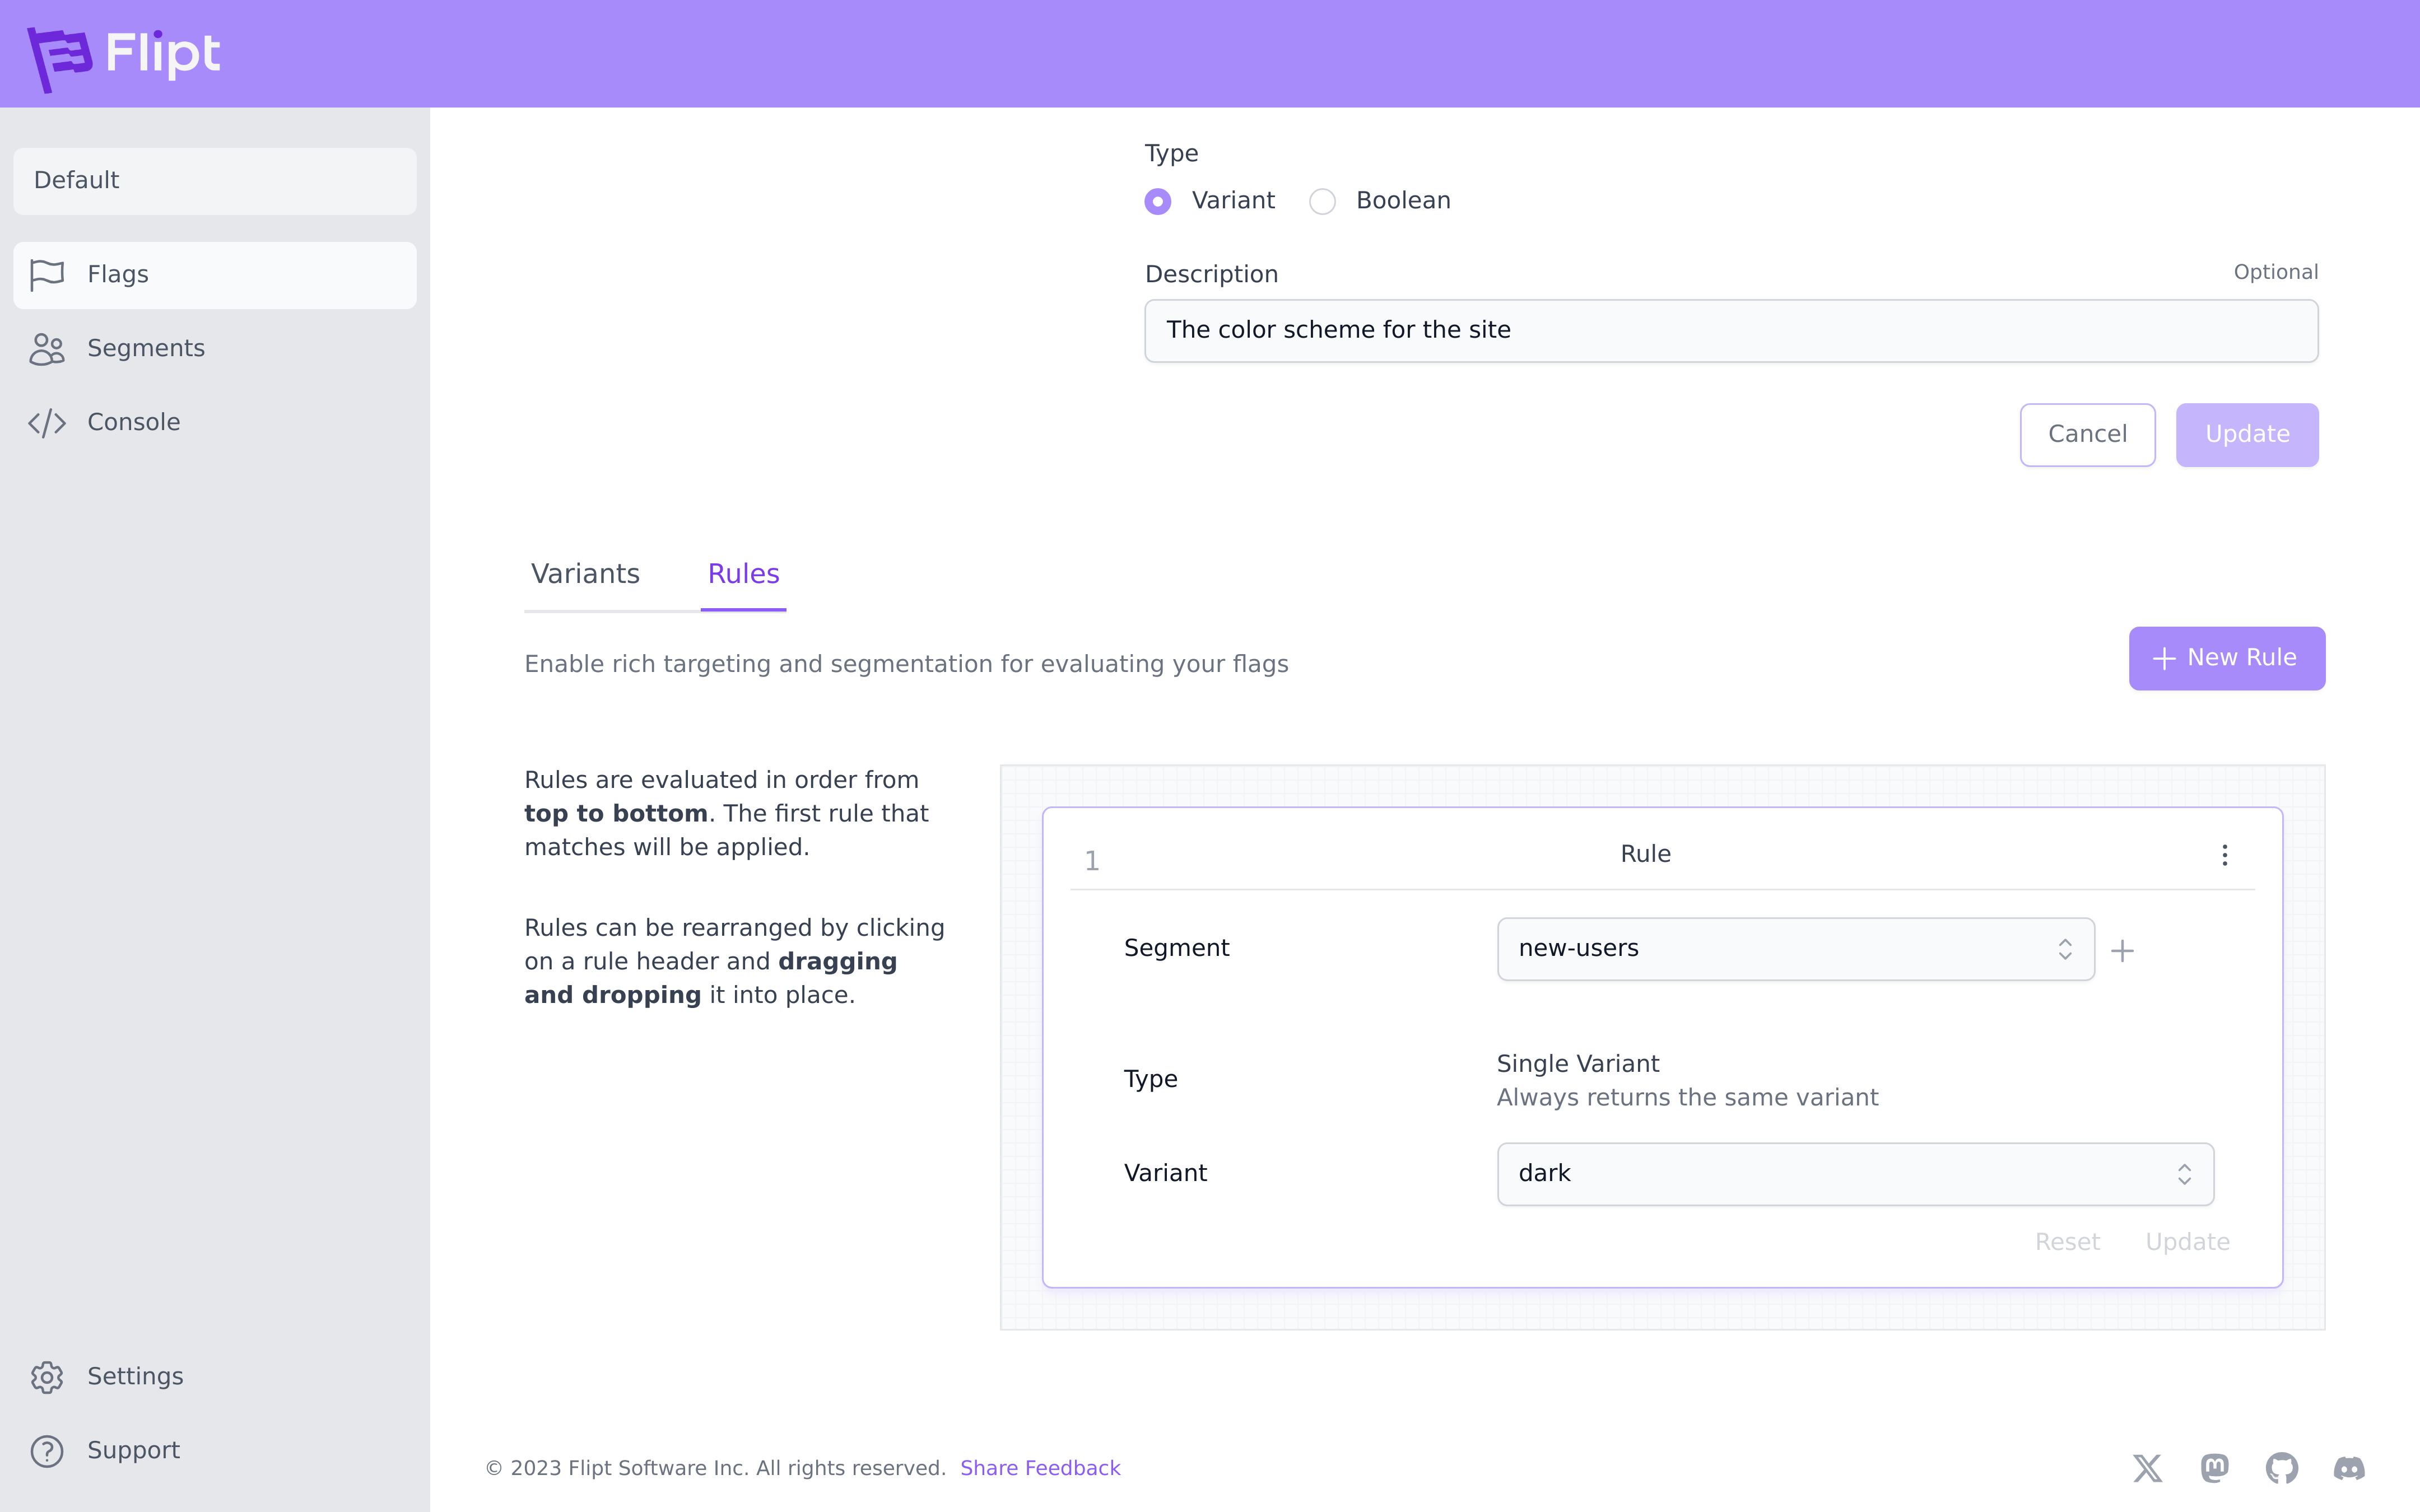 Flipt
Default
Flags
Segments
Console
Settings
Support
Type
Variant
Boolean
Description
Optional
The color scheme for the site
Cancel
Update
Variants
Rules
Enable rich targeting and segmentation for evaluating your flags
New Rule
Rules are evaluated in order from
top to bottom. The first rule that
matches will be applied.
Rules can be rearranged by clicking
on a rule header and dragging
and dropping it into place.
1
Rule
Segment
new-users
Type
Single Variant
Always returns the same variant
Variant
dark
Reset
Update
© 2023 Flipt Software Inc. All rights reserved. Share Feedback